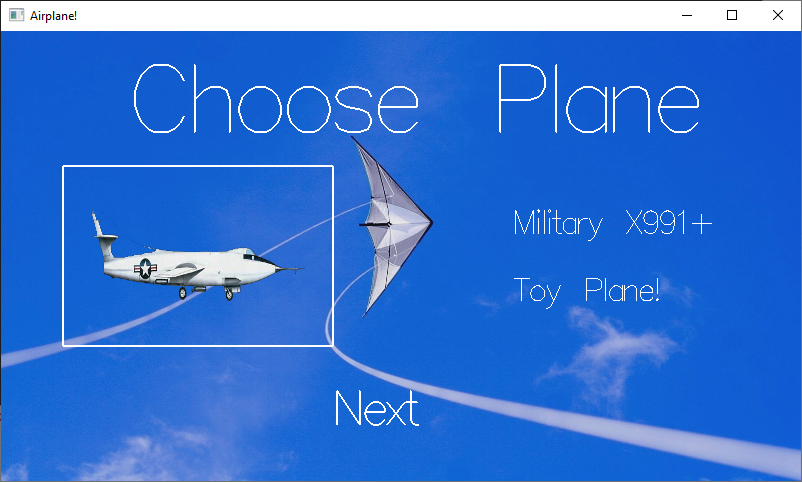 Airplane!
Choose Plane
Military X991+
Toy Plane!
Next